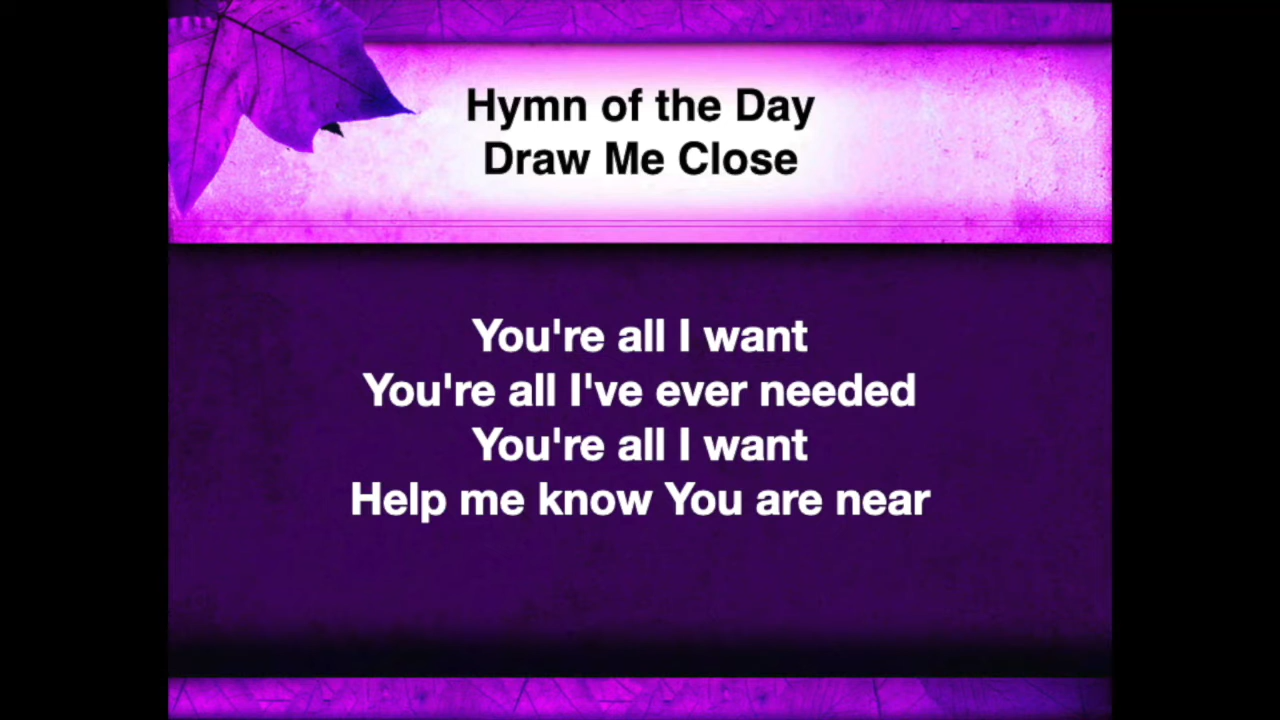 Hymn of the Day
Draw Me Close
You're all I want
You're all I've ever needed
You're all I want
Help me know You are near